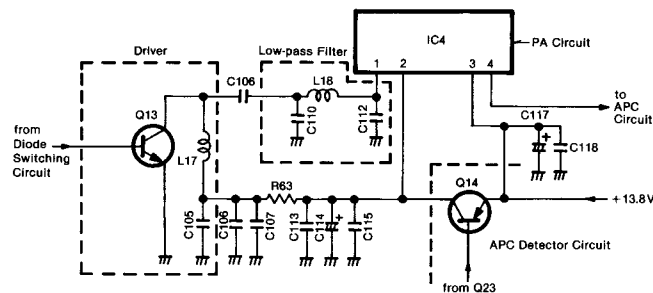 Driver
Low-pass Filter
IC4
PA Circuit
1 2 3 4
C106
L18
to
APC
Circuit
Q13
C110
C112
C117
+
C118
from
Diode
Switching
Circuit
L17
R63
Q14
+13.8V
C105
C106
C107
C113
C114
+
C115
APC Detector Circuit
from Q23